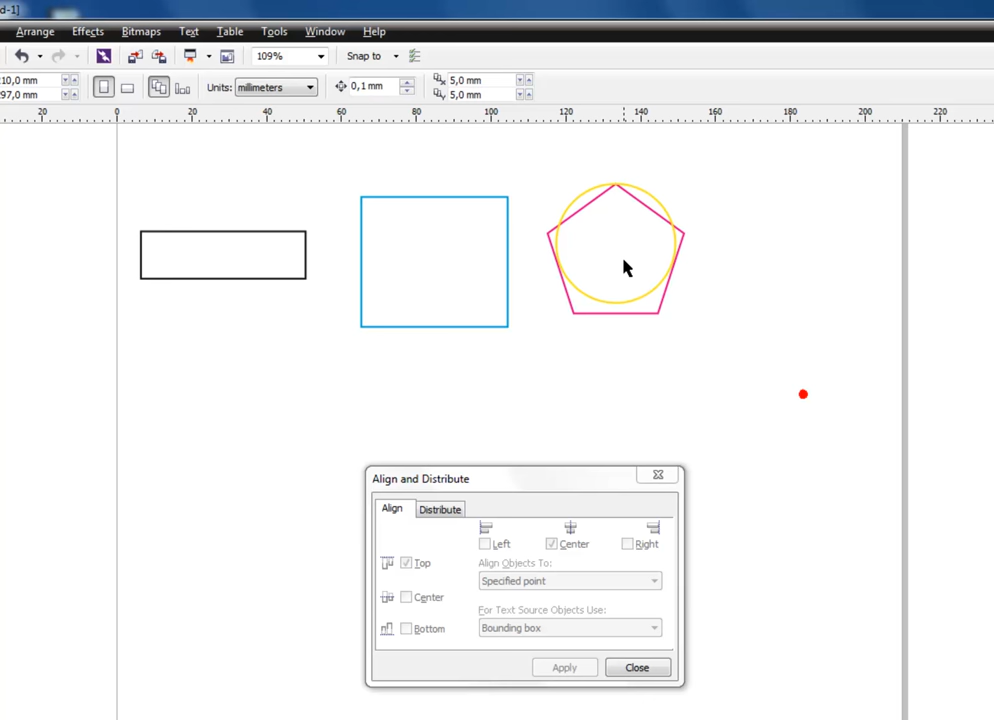 d-1]
Arrange Effects Bitmaps Text Table Tools Window Help
109% Snap to
10,0 mm Units: millimeters 0,1 mm 5,0 mm
97,0 mm 5,0 mm
20 0 20 40 60 80 100 120 140 160 180 200 220
Align and Distribute
Align Distribute
Left Center Right
Top Align Objects To:
Specified point
Center
For Text Source Objects Use:
Bottom Bounding box
Apply Close